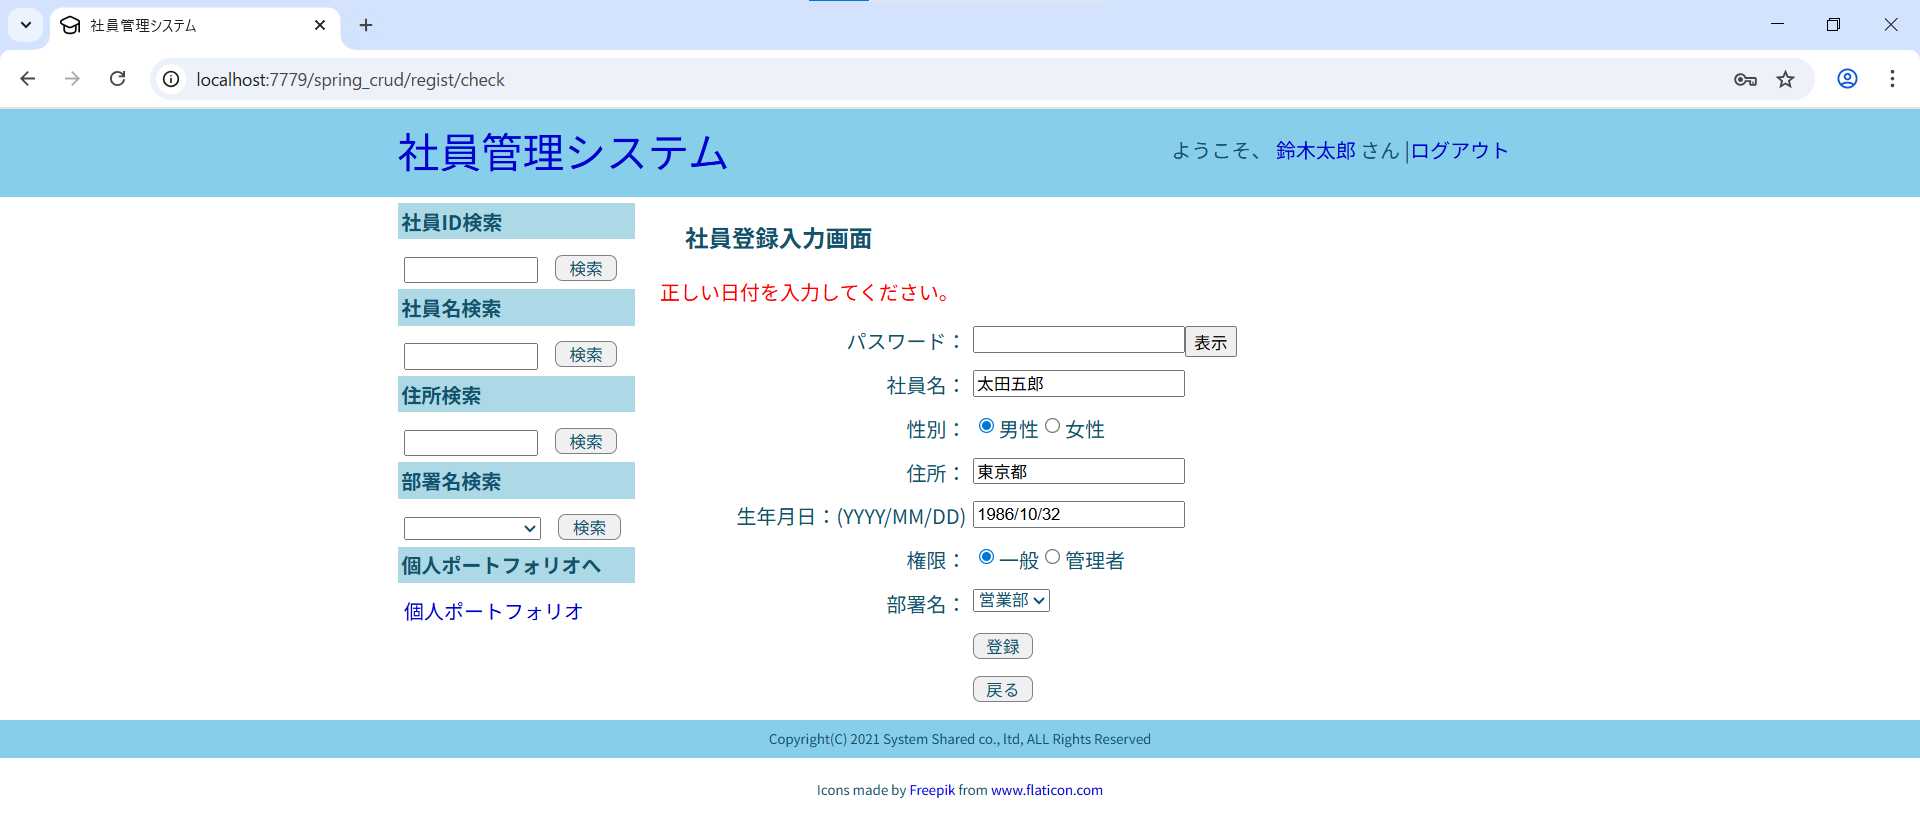 社員管理システム
localhost:7779/spring_crud/regist/check
社員管理システム
ようこそ、 鈴木太郎 さん |ログアウト
社員ID検索
検索
社員名検索
検索
住所検索
検索
部署名検索
検索
個人ポートフォリオへ
個人ポートフォリオ
社員登録入力画面
正しい日付を入力してください。
パスワード： 表示
社員名： 太田五郎
性別： 男性 女性
住所： 東京都
生年月日：(YYYY/MM/DD) 1986/10/32
権限： 一般 管理者
部署名： 営業部
登録
戻る
Copyright(C) 2021 System Shared co., ltd, ALL Rights Reserved
Icons made by Freepik from www.flaticon.com